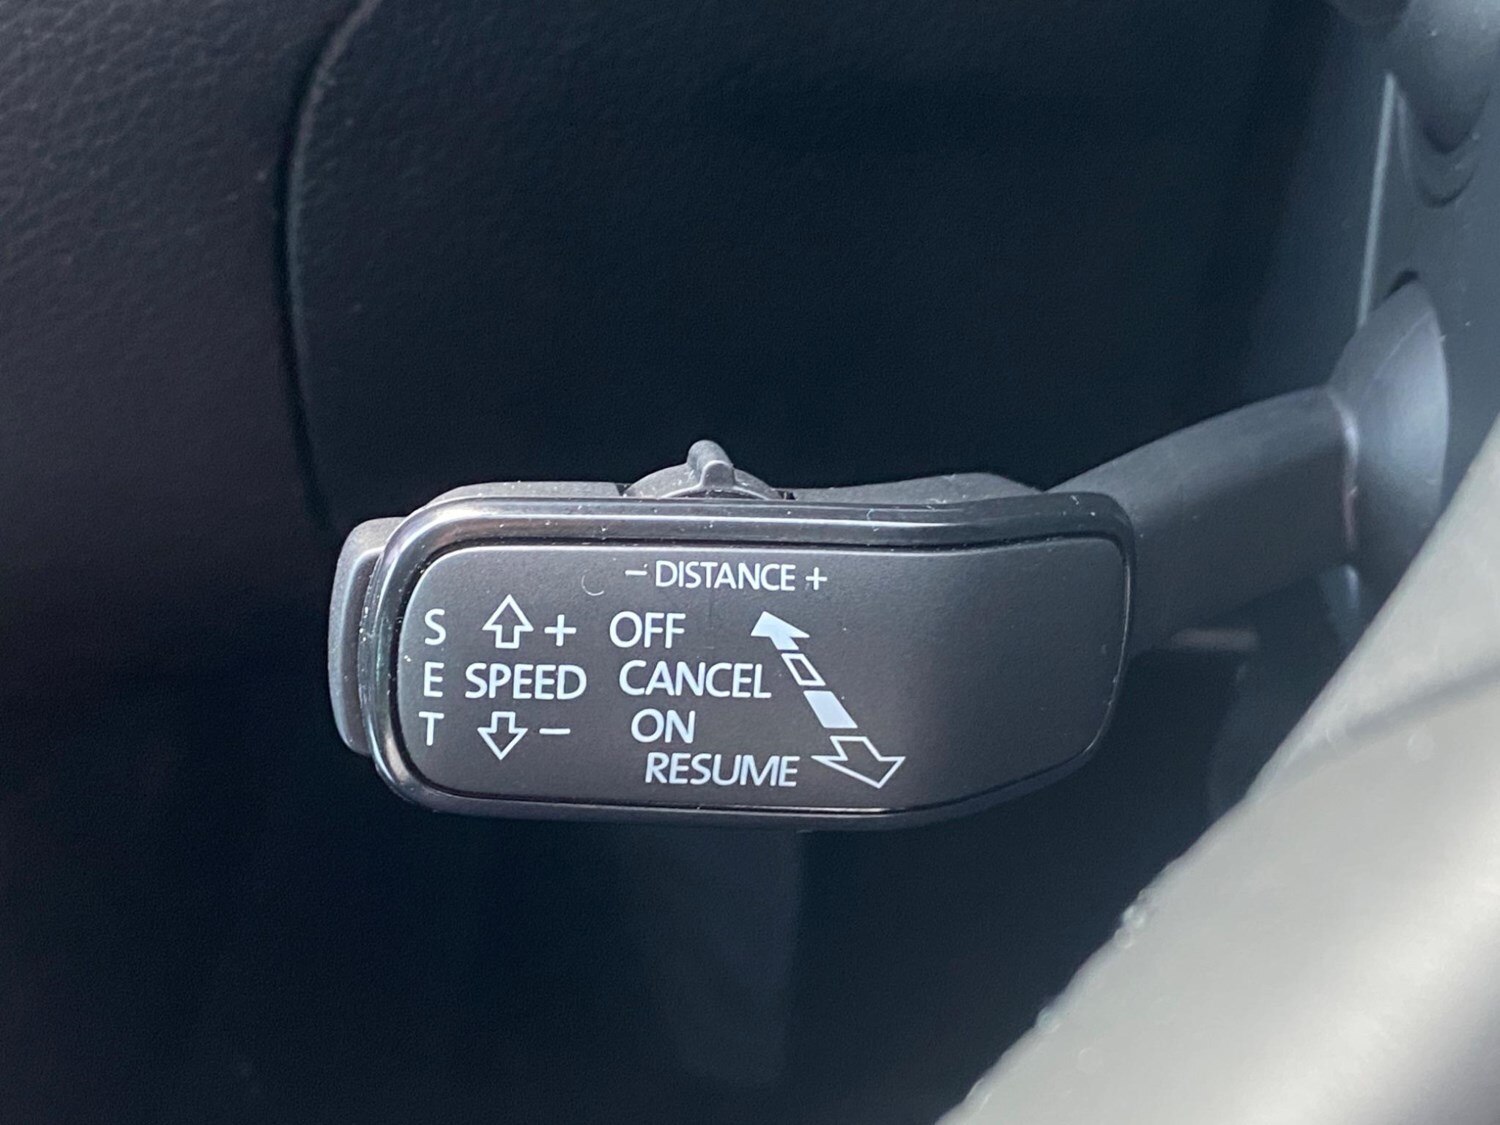 – DISTANCE +
S + OFF
E SPEED CANCEL
T – ON
RESUME